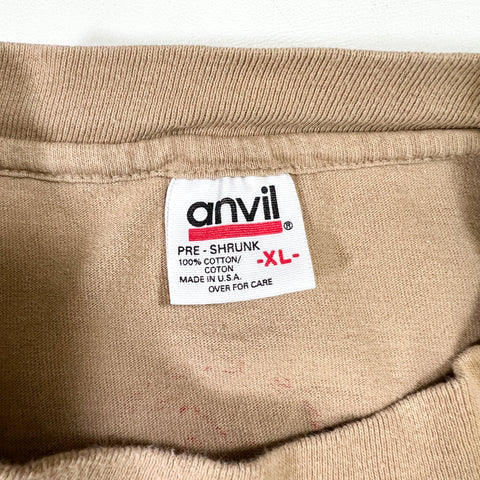 anvil®
PRE - SHRUNK
100% COTTON/
COTON
-XL-
MADE IN U.S.A.
OVER FOR CARE